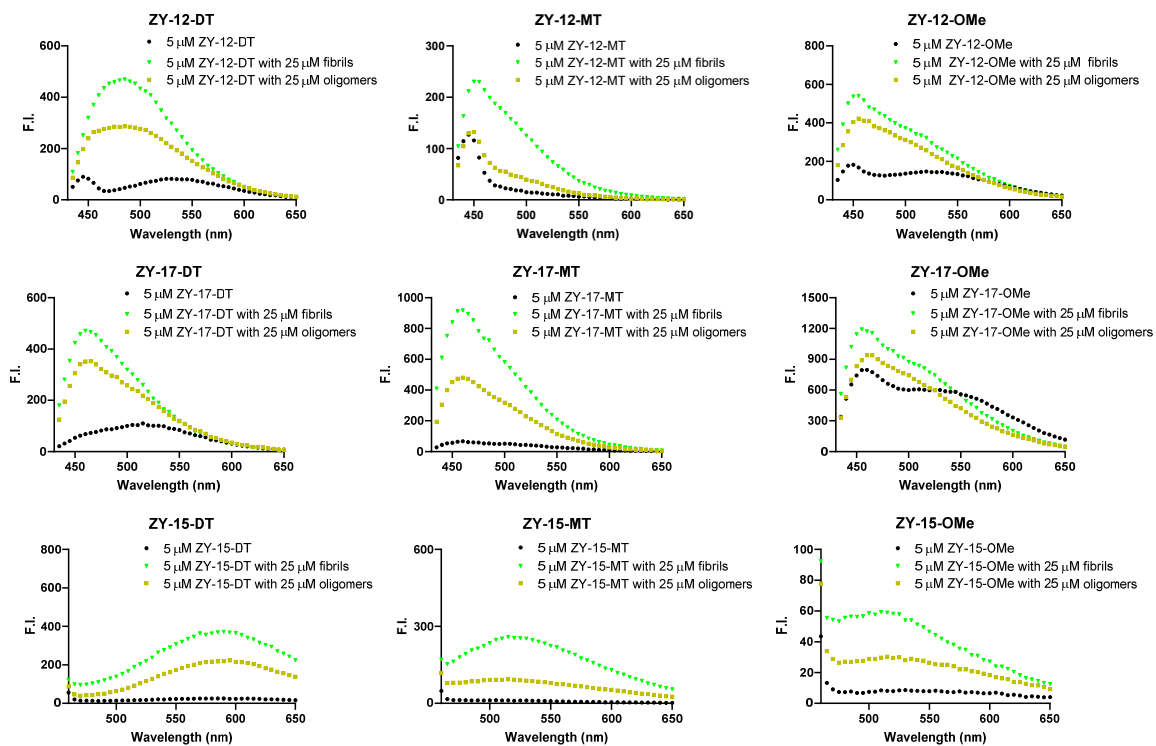 ZY-12-DT
5 μM ZY-12-DT
5 μM ZY-12-DT with 25 μM fibrils
5 μM ZY-12-DT with 25 μM oligomers
F.I.
600
400
200
0
450 500 550 600 650
Wavelength (nm)
ZY-12-MT
5 μM ZY-12-MT
5 μM ZY-12-MT with 25 μM fibrils
5 μM ZY-12-MT with 25 μM oligomers
F.I.
300
200
100
0
450 500 550 600 650
Wavelength (nm)
ZY-12-OMe
5 μM ZY-12-OMe
5 μM ZY-12-OMe with 25 μM fibrils
5 μM ZY-12-OMe with 25 μM oligomers
F.I.
800
600
400
200
0
450 500 550 600 650
Wavelength (nm)
ZY-17-DT
5 μM ZY-17-DT
5 μM ZY-17-DT with 25 μM fibrils
5 μM ZY-17-DT with 25 μM oligomers
F.I.
600
400
200
0
450 500 550 600 650
Wavelength (nm)
ZY-17-MT
5 μM ZY-17-MT
5 μM ZY-17-MT with 25 μM fibrils
5 μM ZY-17-MT with 25 μM oligomers
F.I.
1000
800
600
400
200
0
450 500 550 600 650
Wavelength (nm)
ZY-17-OMe
5 μM ZY-17-OMe
5 μM ZY-17-OMe with 25 μM fibrils
5 μM ZY-17-OMe with 25 μM oligomers
F.I.
1500
1200
900
600
300
0
450 500 550 600 650
Wavelength (nm)
ZY-15-DT
5 μM ZY-15-DT
5 μM ZY-15-DT with 25 μM fibrils
5 μM ZY-15-DT with 25 μM oligomers
F.I.
800
600
400
200
0
500 550 600 650
Wavelength (nm)
ZY-15-MT
5 μM ZY-15-MT
5 μM ZY-15-MT with 25 μM fibrils
5 μM ZY-15-MT with 25 μM oligomers
F.I.
600
300
0
500 550 600 650
Wavelength (nm)
ZY-15-OMe
5 μM ZY-15-OMe
5 μM ZY-15-OMe with 25 μM fibrils
5 μM ZY-15-OMe with 25 μM oligomers
F.I.
100
80
60
40
20
0
500 550 600 650
Wavelength (nm)